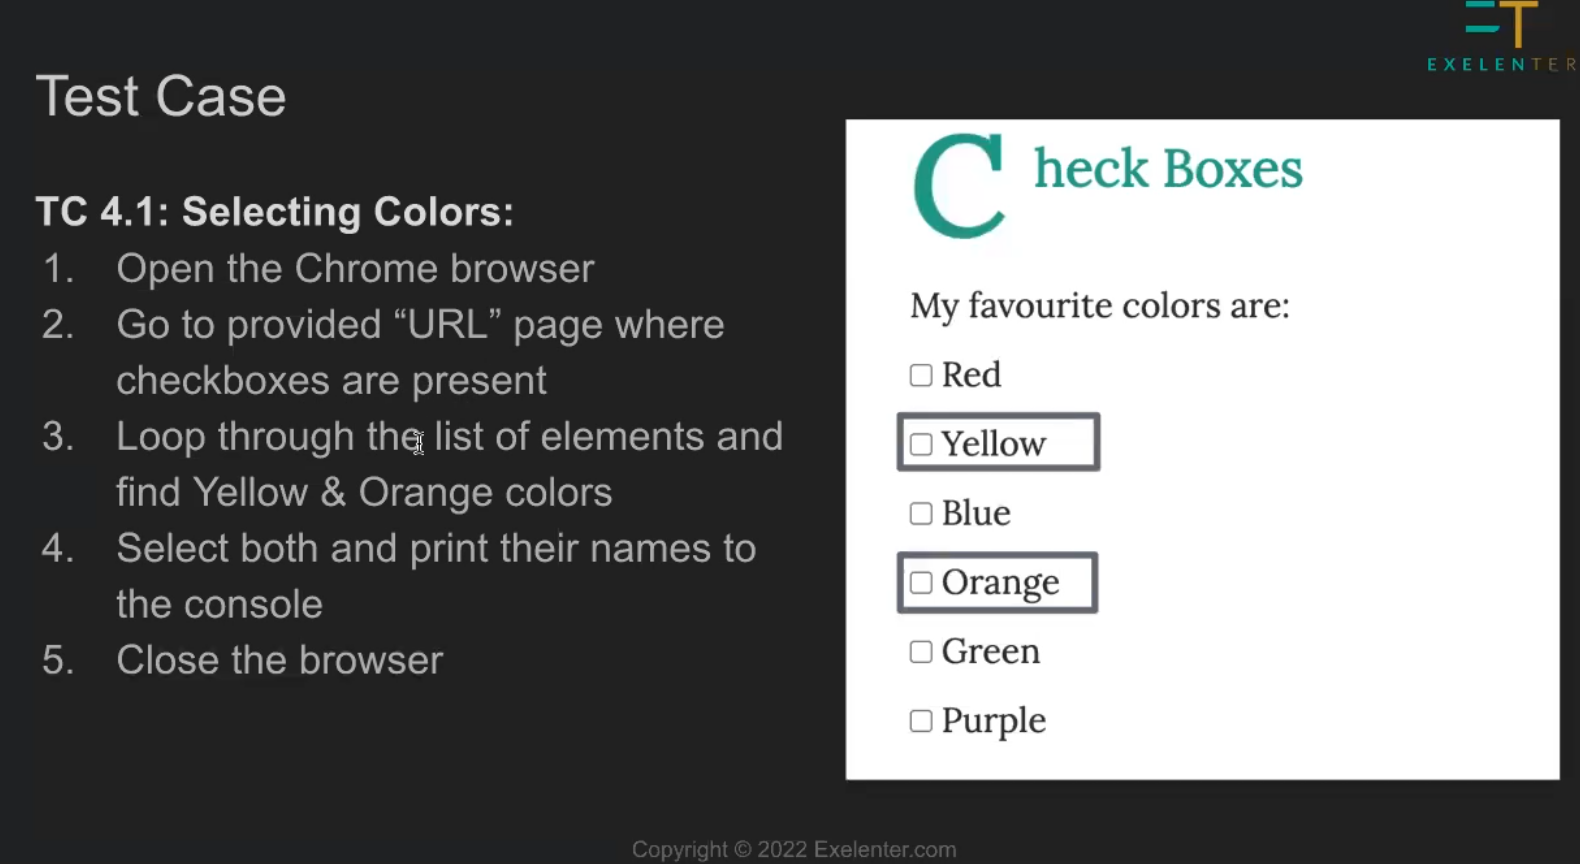 ET
EXELENTER
Test Case
TC 4.1: Selecting Colors:
1. Open the Chrome browser
2. Go to provided “URL” page where
checkboxes are present
3. Loop through the list of elements and
find Yellow & Orange colors
4. Select both and print their names to
the console
5. Close the browser
Check Boxes
My favourite colors are:
Red
Yellow
Blue
Orange
Green
Purple
Copyright © 2022 Exelenter.com